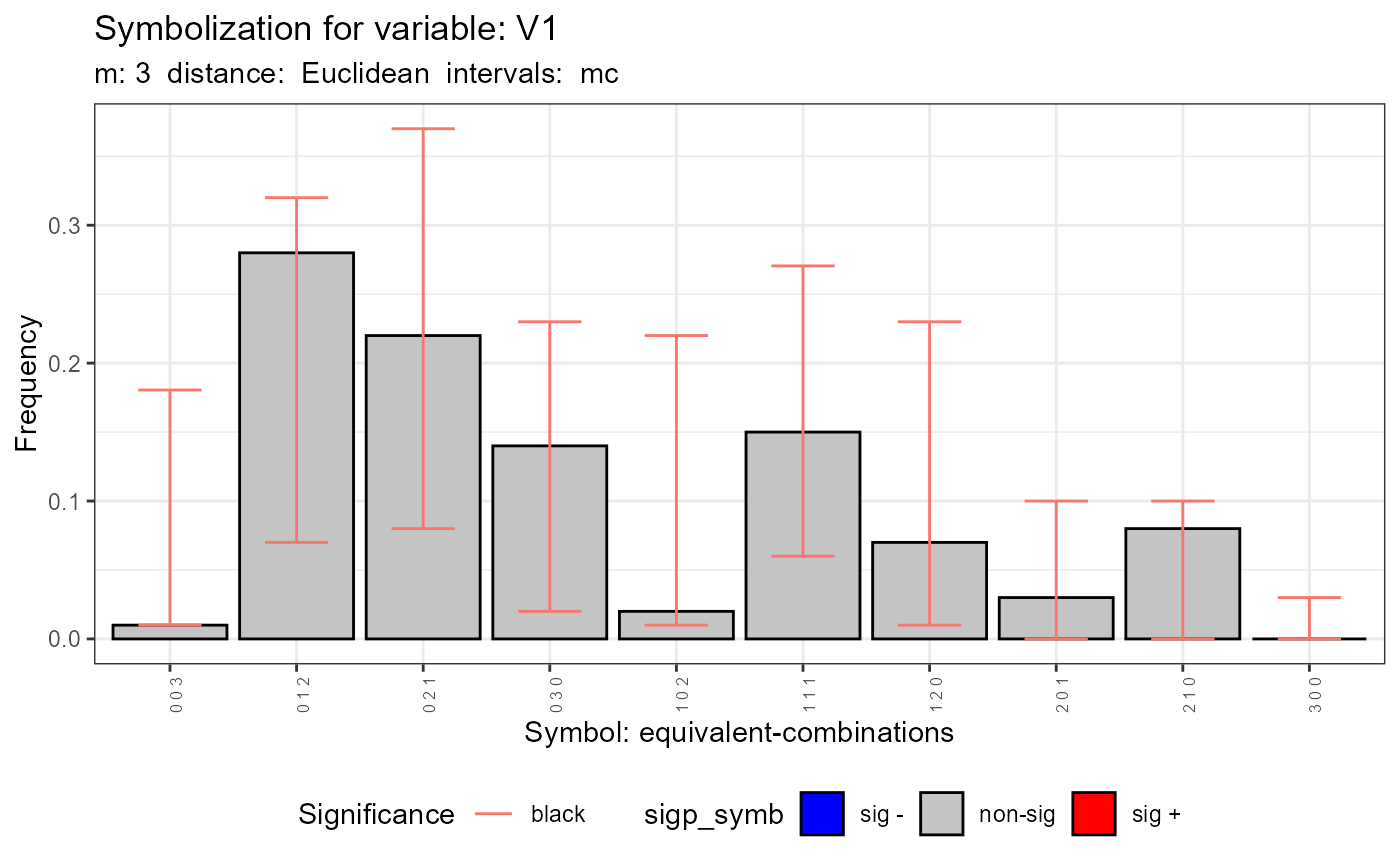 Symbolization for variable: V1
m: 3 distance: Euclidean intervals: mc
Frequency
0.3
0.2
0.1
0.0
0 0 3
0 1 2
0 2 1
0 3 0
1 0 2
1 1 1
1 2 0
2 0 1
2 1 0
3 0 0
Symbol: equivalent-combinations
Significance black sigp_symb sig - non-sig sig +